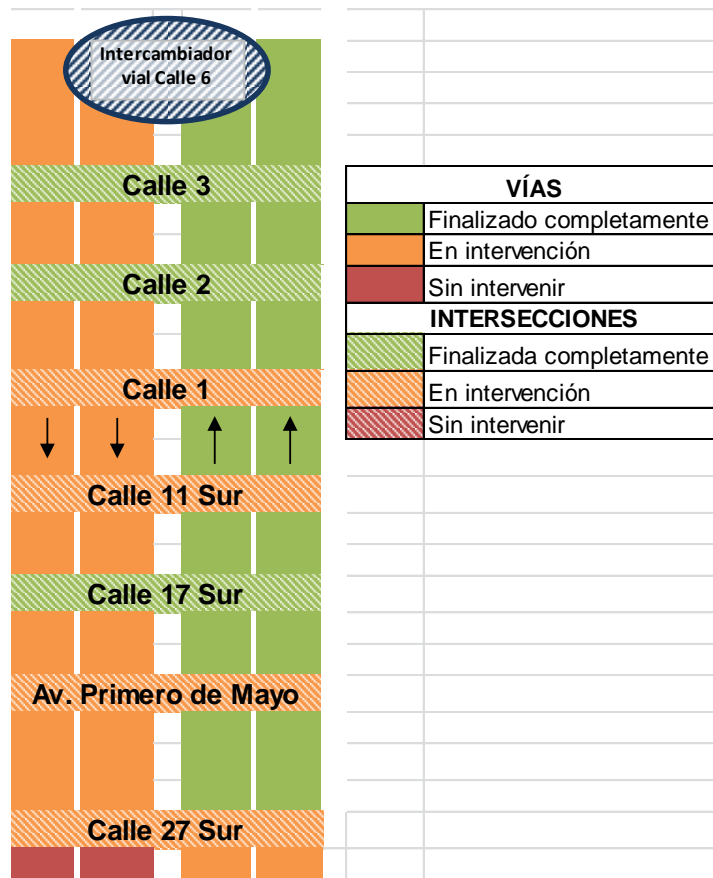 Intercambiador
vial Calle 6
Calle 3
Calle 2
Calle 1
Calle 11 Sur
Calle 17 Sur
Av. Primero de Mayo
Calle 27 Sur
VÍAS
Finalizado completamente
En intervención
Sin intervenir
INTERSECCIONES
Finalizada completamente
En intervención
Sin intervenir